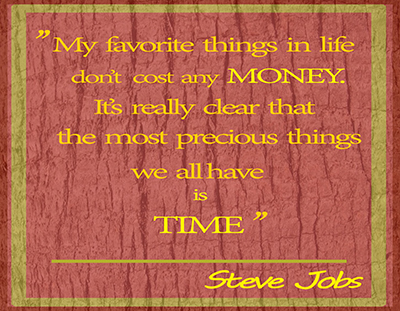 ” My favorite things in life
don't cost any MONEY.
It's really clear that
the most precious things
we all have
is
TIME ”
Steve Jobs